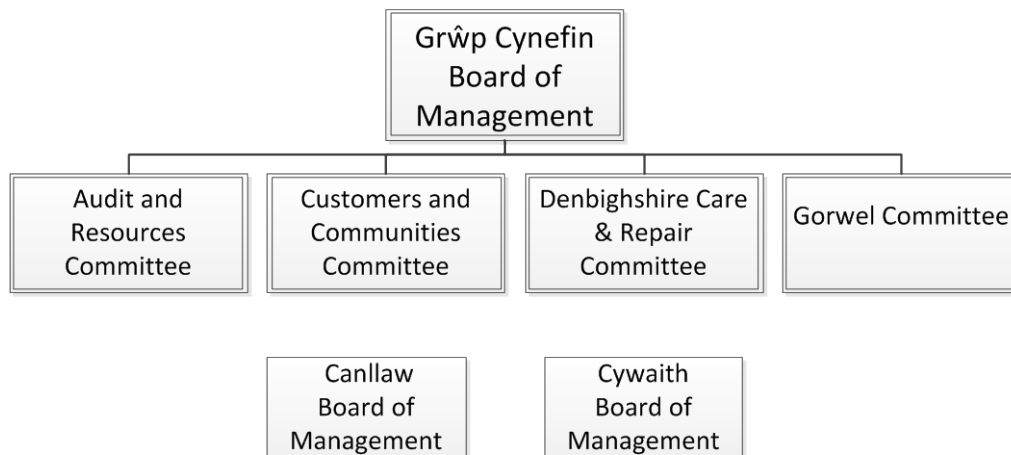 Grŵp Cynefin
Board of
Management
Audit and
Resources
Committee
Customers and
Communities
Committee
Denbighshire Care
& Repair
Committee
Gorwel Committee
Canllaw
Board of
Management
Cywaith
Board of
Management